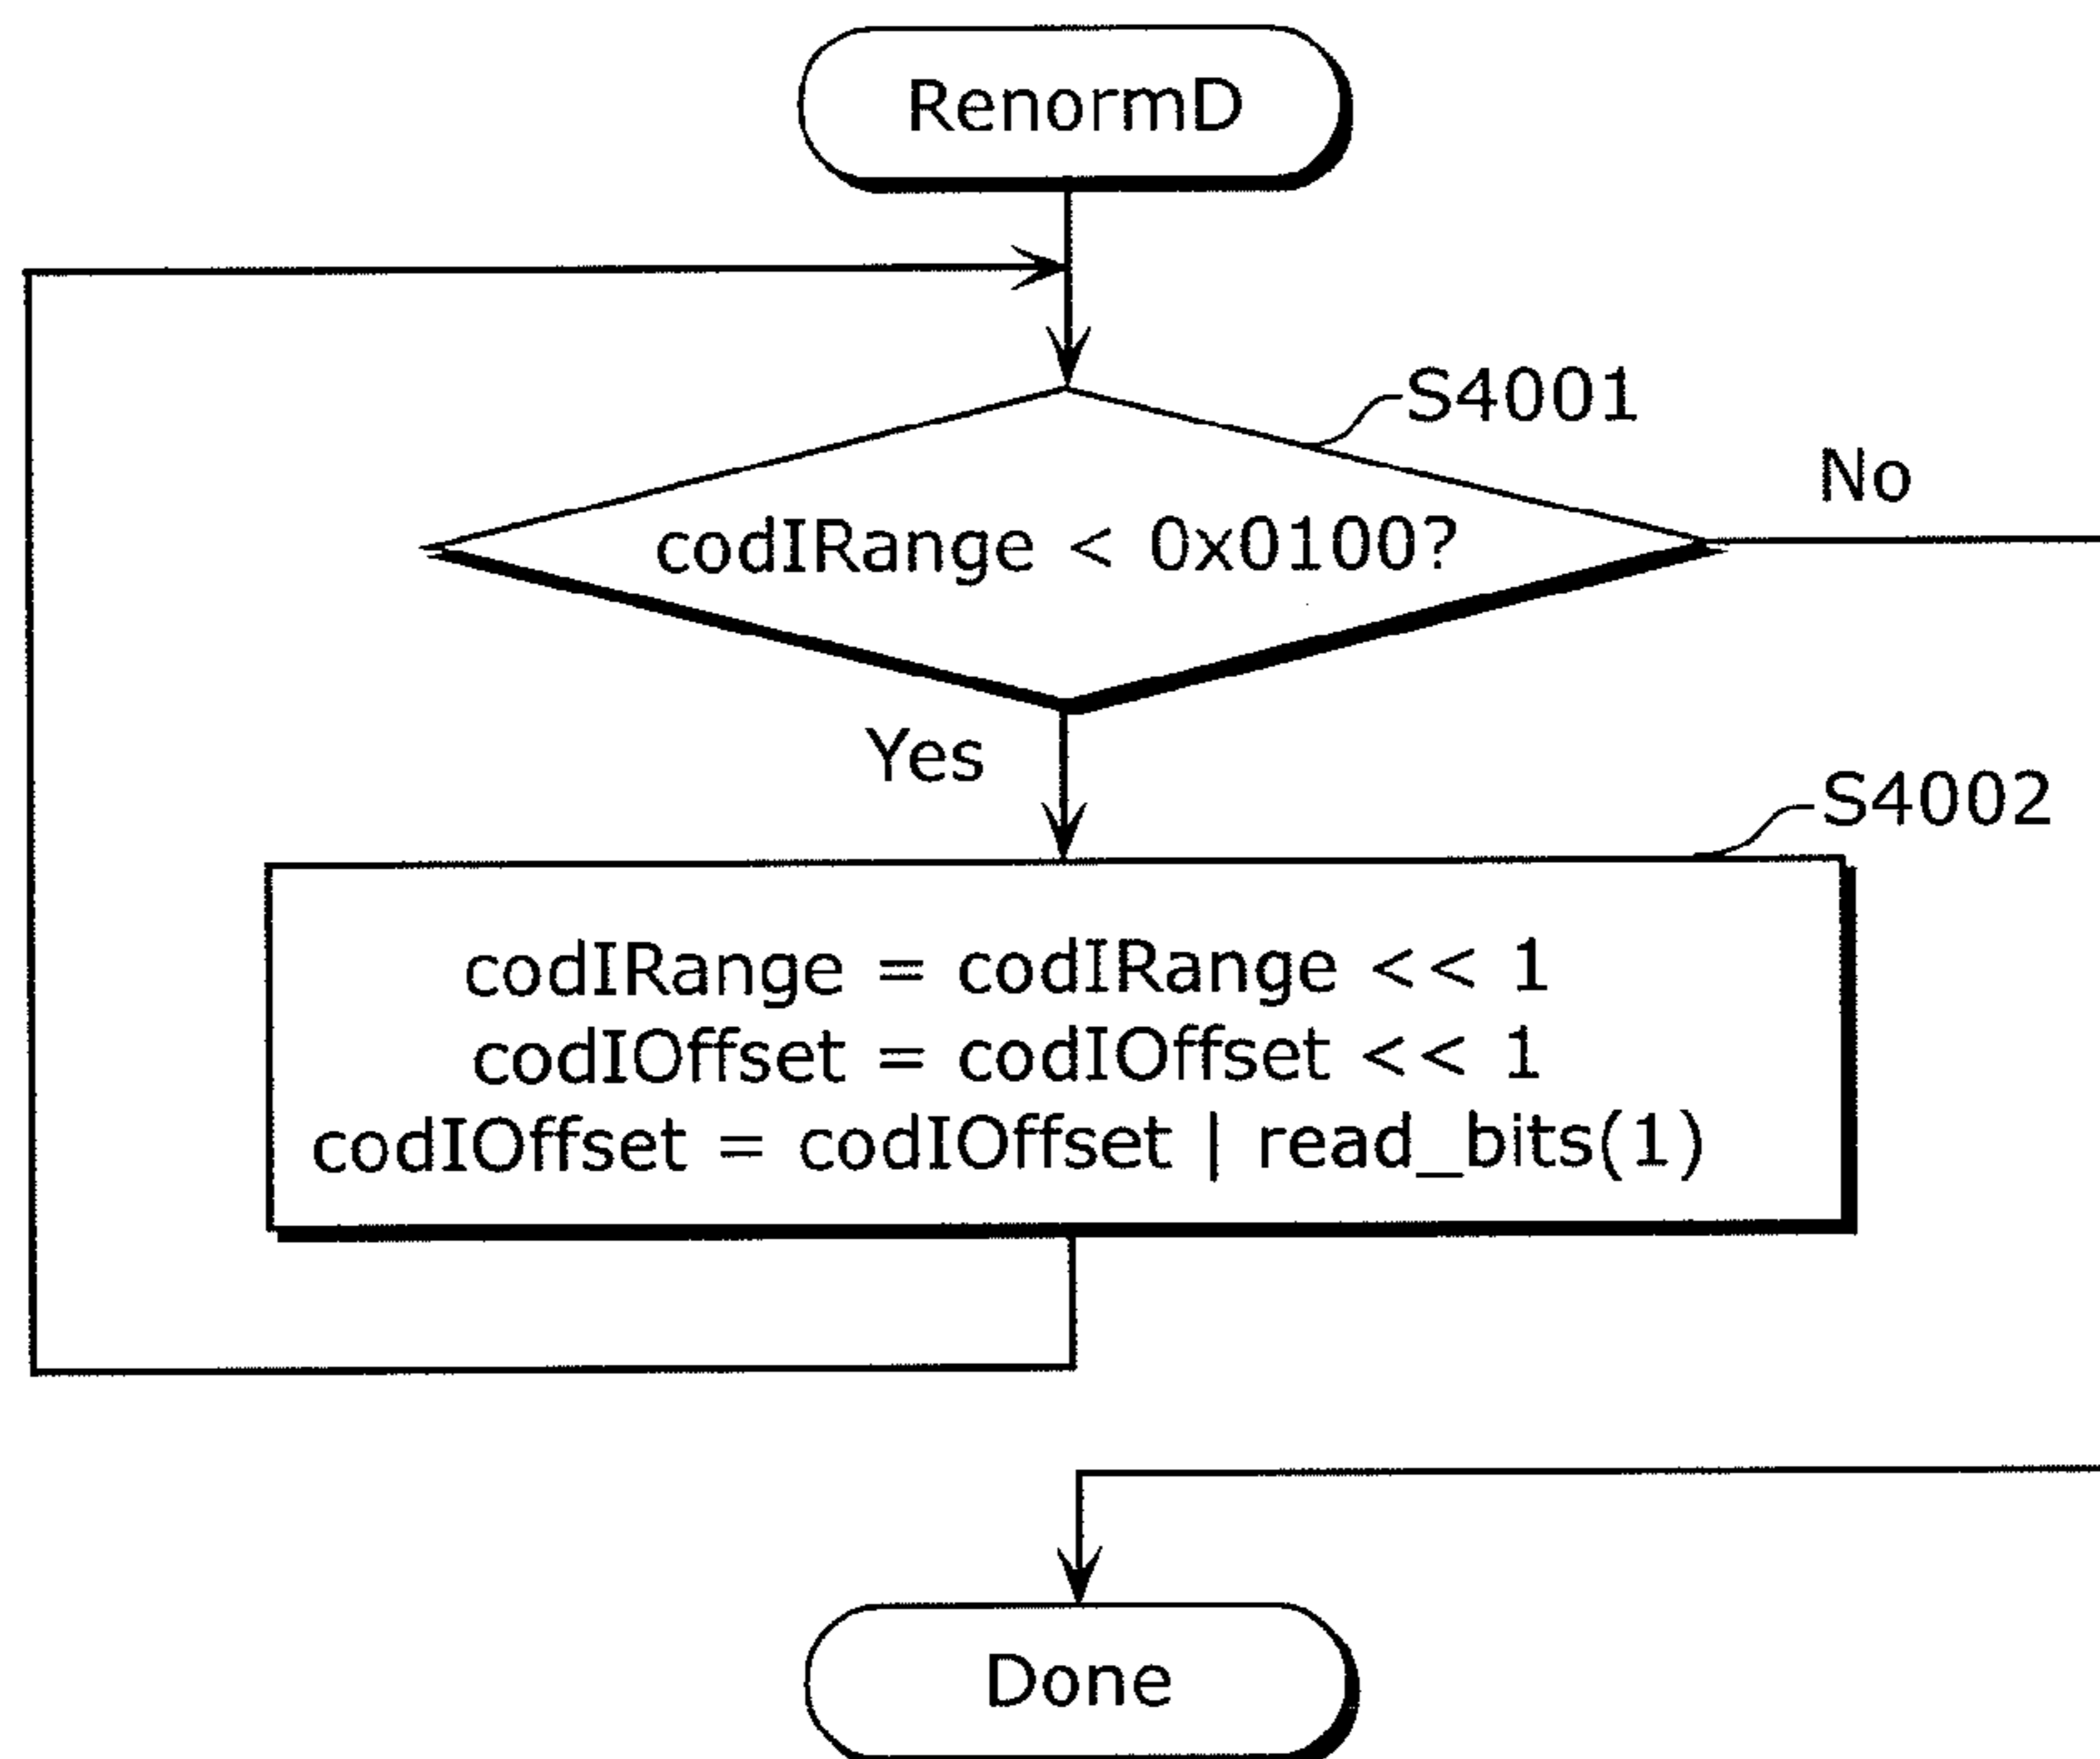 RenormD
S4001
No
codIRange < 0x0100?
Yes
S4002
codIRange = codIRange << 1
codIOffset = codIOffset << 1
codIOffset = codIOffset | read_bits(1)
Done